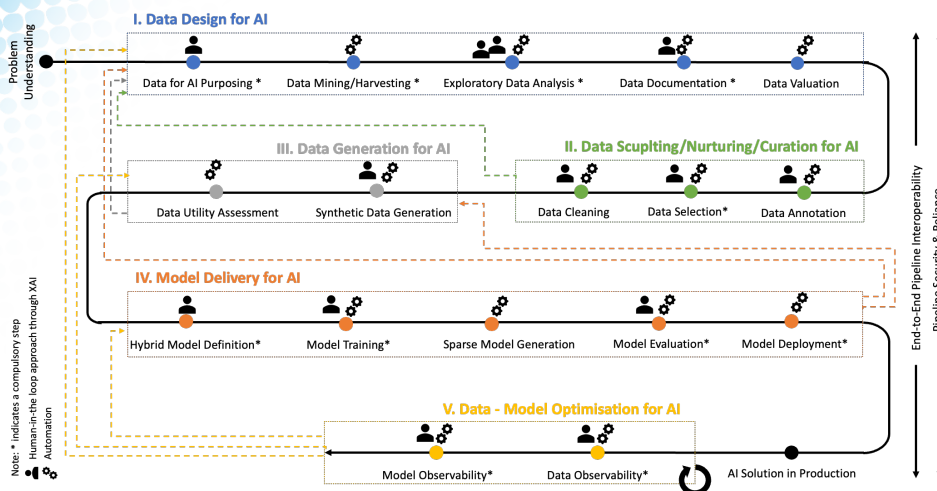 I. Data Design for AI
Problem
Understanding
Data for AI Purposing *
Data Mining/Harvesting *
Exploratory Data Analysis *
Data Documentation *
Data Valuation
III. Data Generation for AI
II. Data Scuplting/Nurturing/Curation for AI
Data Utility Assessment
Synthetic Data Generation
Data Cleaning
Data Selection*
Data Annotation
IV. Model Delivery for AI
Hybrid Model Definition*
Model Training*
Sparse Model Generation
Model Evaluation*
Model Deployment*
V. Data - Model Optimisation for AI
Model Observability*
Data Observability*
AI Solution in Production
Note: * indicates a compulsory step
Human-in-the loop approach through XAI
Automation
End-to-End Pipeline Interoperability
Pipeline Security &